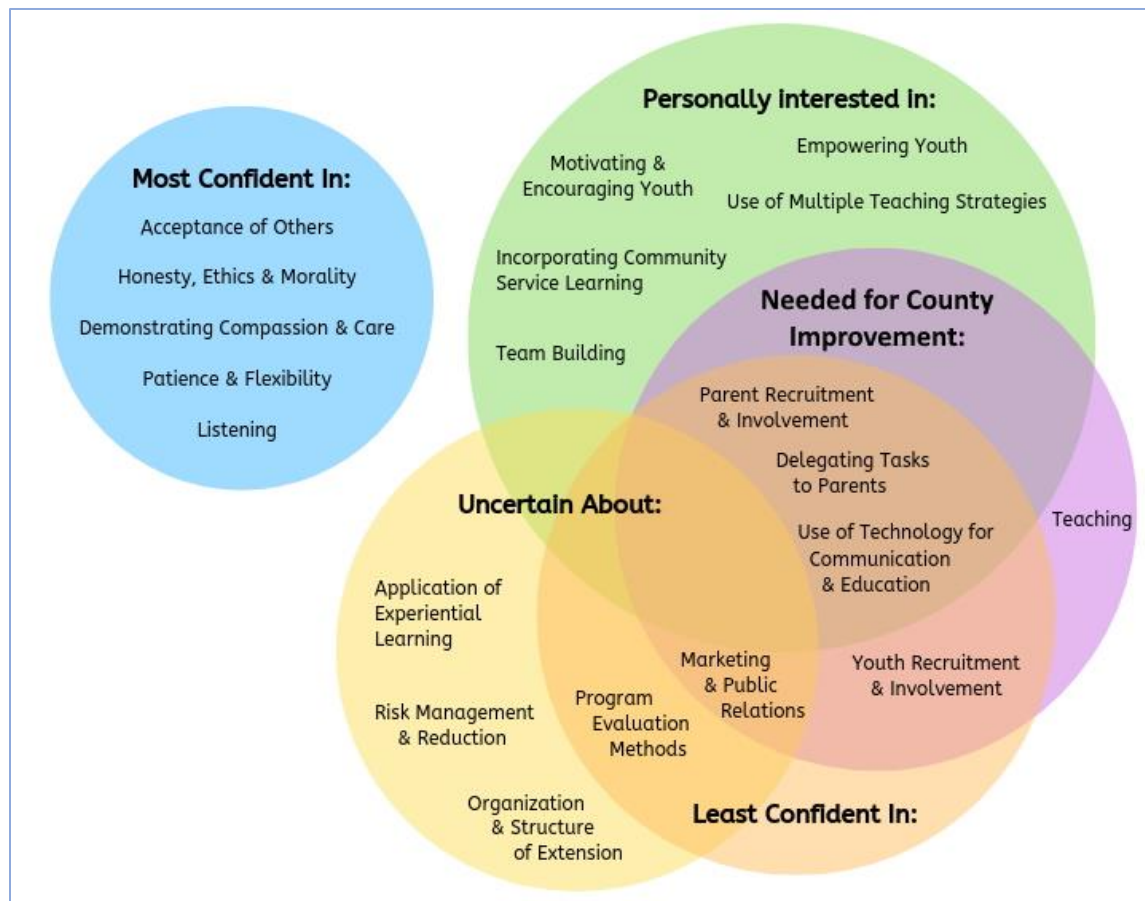 Most Confident In:
Acceptance of Others
Honesty, Ethics & Morality
Demonstrating Compassion & Care
Patience & Flexibility
Listening
Personally interested in:
Empowering Youth
Motivating &
Encouraging Youth
Use of Multiple Teaching Strategies
Incorporating Community
Service Learning
Team Building
Needed for County
Improvement:
Parent Recruitment
& Involvement
Delegating Tasks
to Parents
Use of Technology for
Communication
& Education
Teaching
Uncertain About:
Application of
Experiential
Learning
Risk Management
& Reduction
Organization
& Structure
of Extension
Program
Evaluation
Methods
Marketing
& Public
Relations
Youth Recruitment
& Involvement
Least Confident In: